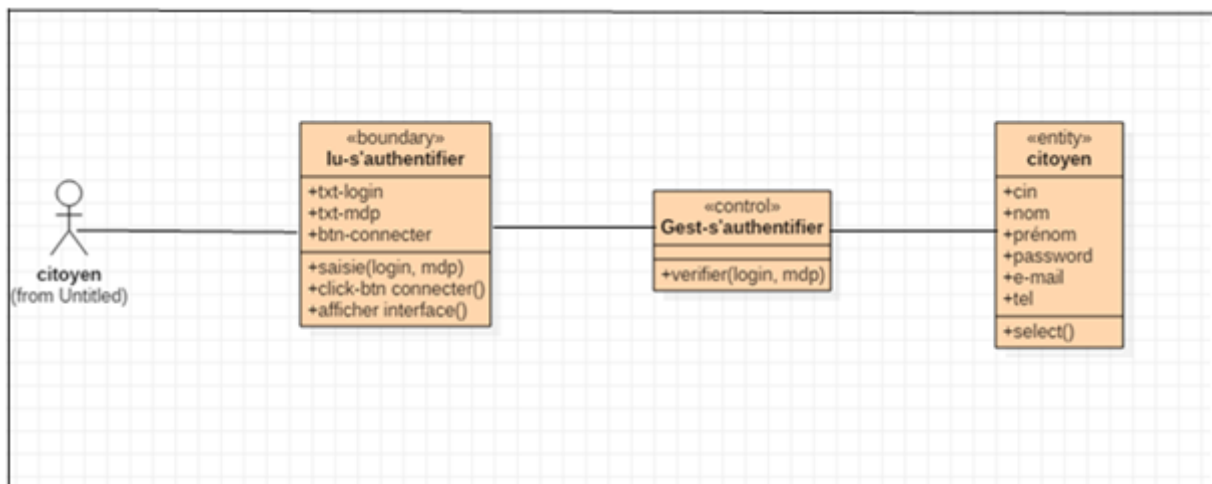 citoyen
(from Untitled)
«boundary»
Iu-s'authentifier
+txt-login
+txt-mdp
+btn-connecter
+saisie(login, mdp)
+click-btn connecter()
+afficher interface()
«control»
Gest-s'authentifier
+verifier(login, mdp)
«entity»
citoyen
+cin
+nom
+prénom
+password
+e-mail
+tel
+select()